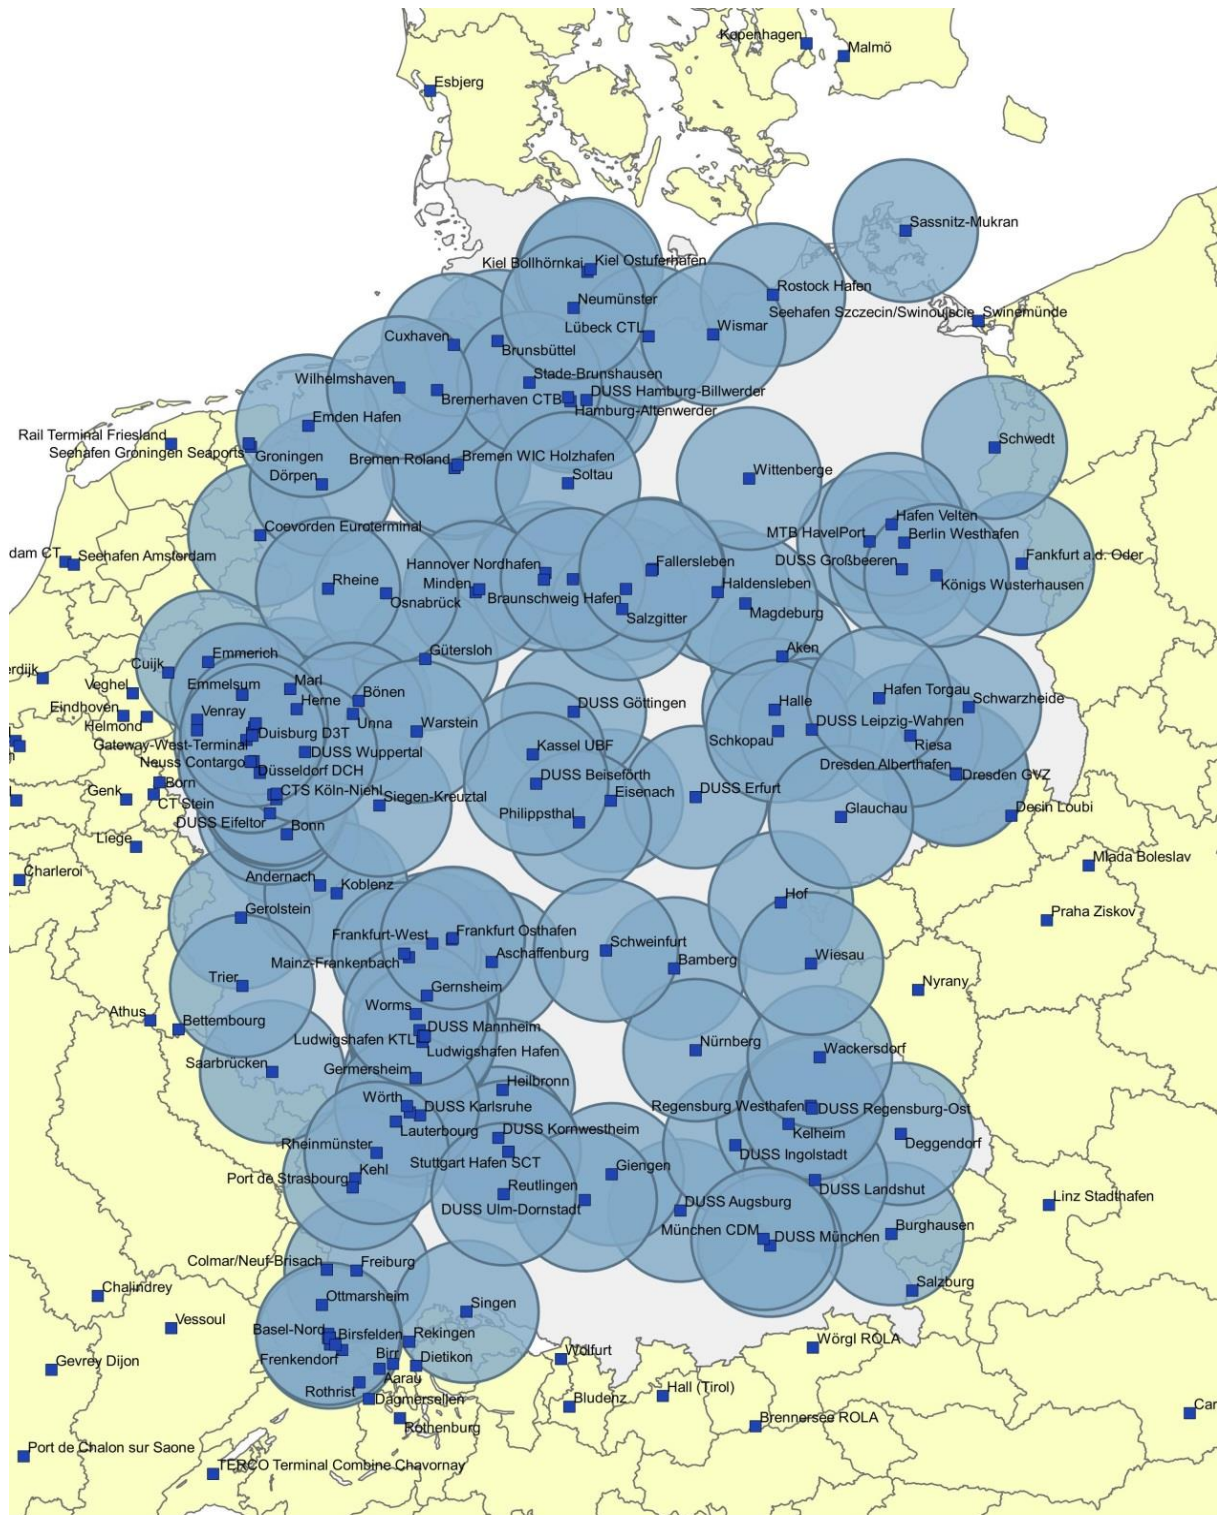 Kopenhagen
Malmö
Esbjerg
Sassnitz-Mukran
Kiel Bollhörnkai
Kiel Ostuferhafen
Rostock Hafen
Neumünster
Seehafen Szczecin/Swinoujscie
Swinemünde
Lübeck CTL
Wismar
Cuxhaven
Brunsbüttel
Stade-Brunshausen
Wilhelmshaven
DUSS Hamburg-Billwerder
Bremerhaven CTB
Hamburg-Altenwerder
Emden Hafen
Rail Terminal Friesland
Schwedt
Seehafen Groningen Seaports
Groningen
Bremen Roland
Bremen WIC Holzhafen
Dörpen
Soltau
Wittenberge
Coevorden Euroterminal
Hafen Velten
MTB HavelPort
Berlin Westhafen
dam CT
Seehafen Amsterdam
Hannover Nordhafen
Fallersleben
DUSS Großbeeren
Fankfurt a.d. Oder
Rheine
Minden
Haldensleben
Königs Wusterhausen
Osnabrück
Braunschweig Hafen
Salzgitter
Magdeburg
Emmerich
Gütersloh
Aken
Cuijk
erdijk
Veghel
Emmelsum
Marl
Bönen
Herne
Hafen Torgau
Schwarzheide
Eindhoven
Helmond
Venray
Unna
DUSS Göttingen
Halle
DUSS Leipzig-Wahren
Duisburg D3T
Warstein
Schkopau
Riesa
Gateway-West-Terminal
DUSS Wuppertal
Kassel UBF
Neuss Contargo
Düsseldorf DCH
Dresden Alberthafen
Dresden GVZ
Born
DUSS Beiseförth
Genk
CT Stein
CTS Köln-Niehl
Siegen-Kreuztal
Eisenach
DUSS Erfurt
Glauchau
Decin Loubi
DUSS Eifeltor
Bonn
Philippsthal
Liege
Charleroi
Mlada Boleslav
Andernach
Koblenz
Hof
Gerolstein
Praha Ziskov
Frankfurt-West
Frankfurt Osthafen
Schweinfurt
Mainz-Frankenbach
Aschaffenburg
Bamberg
Wiesau
Trier
Gernsheim
Nyrany
Athus
Worms
Bettembourg
DUSS Mannheim
Ludwigshafen KTL
Ludwigshafen Hafen
Nürnberg
Wackersdorf
Saarbrücken
Germersheim
Heilbronn
Wörth
DUSS Karlsruhe
Regensburg Westhafen
DUSS Regensburg-Ost
Lauterbourg
DUSS Kornwestheim
Kelheim
Deggendorf
Rheinmünster
DUSS Ingolstadt
Stuttgart Hafen SCT
Kehl
Giengen
Port de Strasbourg
DUSS Landshut
Reutlingen
Linz Stadthafen
DUSS Ulm-Dornstadt
DUSS Augsburg
München CDM
DUSS München
Burghausen
Colmar/Neuf-Brisach
Freiburg
Salzburg
Chalindrey
Ottmarsheim
Singen
Vessoul
Basel-Nord
Birsfelden
Rekingen
Wörgl ROLA
Frenkendorf
Birr
Dietikon
Wolfurt
Gevrey Dijon
Aarau
Rothrist
Dagmersellen
Hall (Tirol)
Bludenz
Car
Rothenburg
Brennersee ROLA
Port de Chalon sur Saone
TERCO Terminal Combine Chavornay